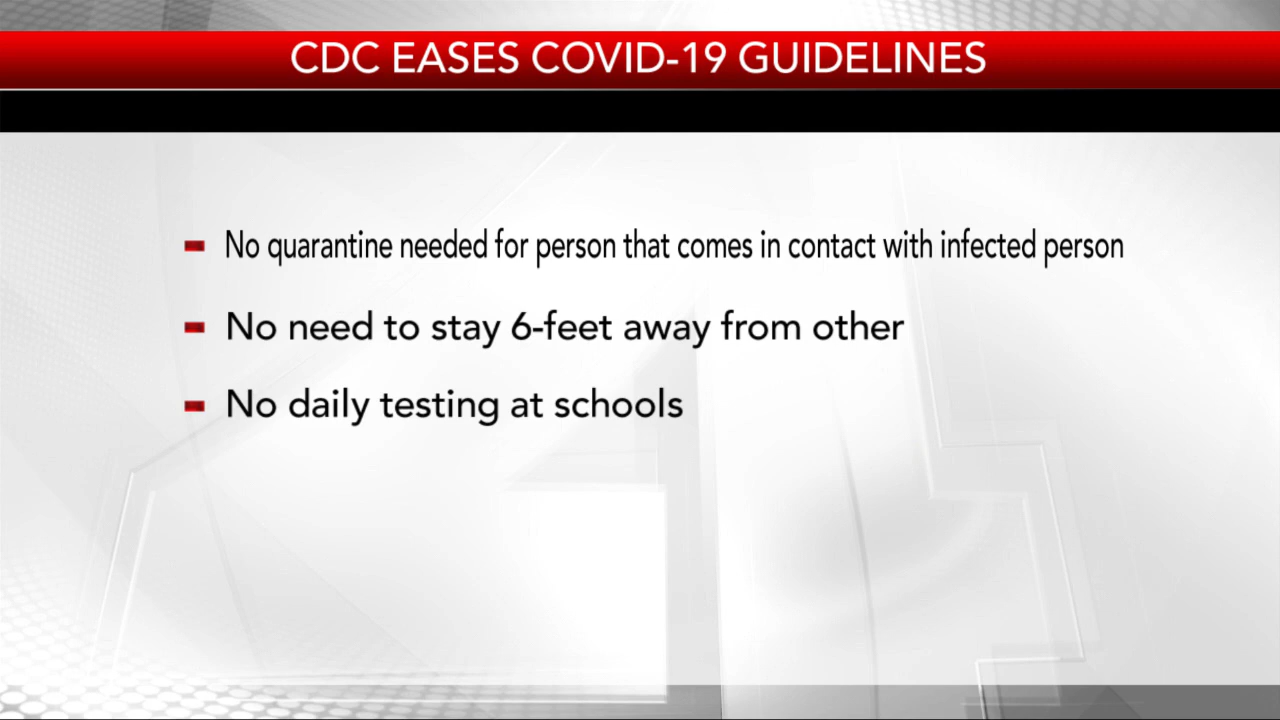 CDC EASES COVID-19 GUIDELINES
No quarantine needed for person that comes in contact with infected person
No need to stay 6-feet away from other
No daily testing at schools